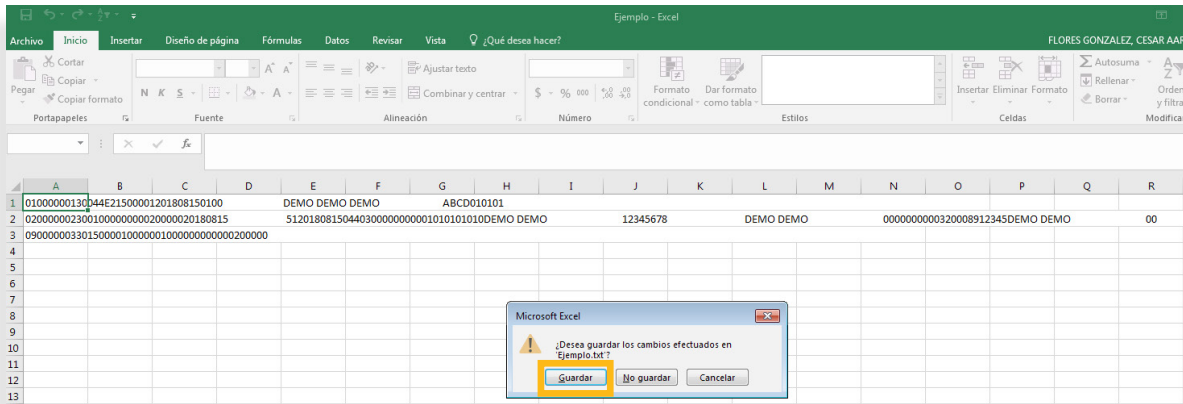 Ejemplo - Excel
Archivo Inicio Insertar Diseño de página Fórmulas Datos Revisar Vista ¿Qué desea hacer? FLORES GONZALEZ, CESAR AAR
Cortar
Copiar
Copiar formato
Pegar
Portapapeles
N K S
Fuente
Ajustar texto
Combinar y centrar
Alineación
$ - % 000
Número
Formato condicional
Dar formato como tabla
Estilos
Insertar Eliminar Formato
Celdas
Autosuma
Rellenar
Borrar
Orden
y filtra
Modifica
fx
A B C D E F G H I J K L M N O P Q R
1 01000000130044E2150001201808150100 DEMO DEMO DEMO ABCD010101
2 0200000023001000000000200000020180815 51201808150440300000000001010101010DEMO DEMO 12345678 DEMO DEMO 0000000000320008912345DEMO DEMO 00
3 09000000330150000100000010000000000000200000
4
5
6
7
8
9
10
11
12
13
Microsoft Excel
¿Desea guardar los cambios efectuados en
'Ejemplo.txt'?
Guardar No guardar Cancelar